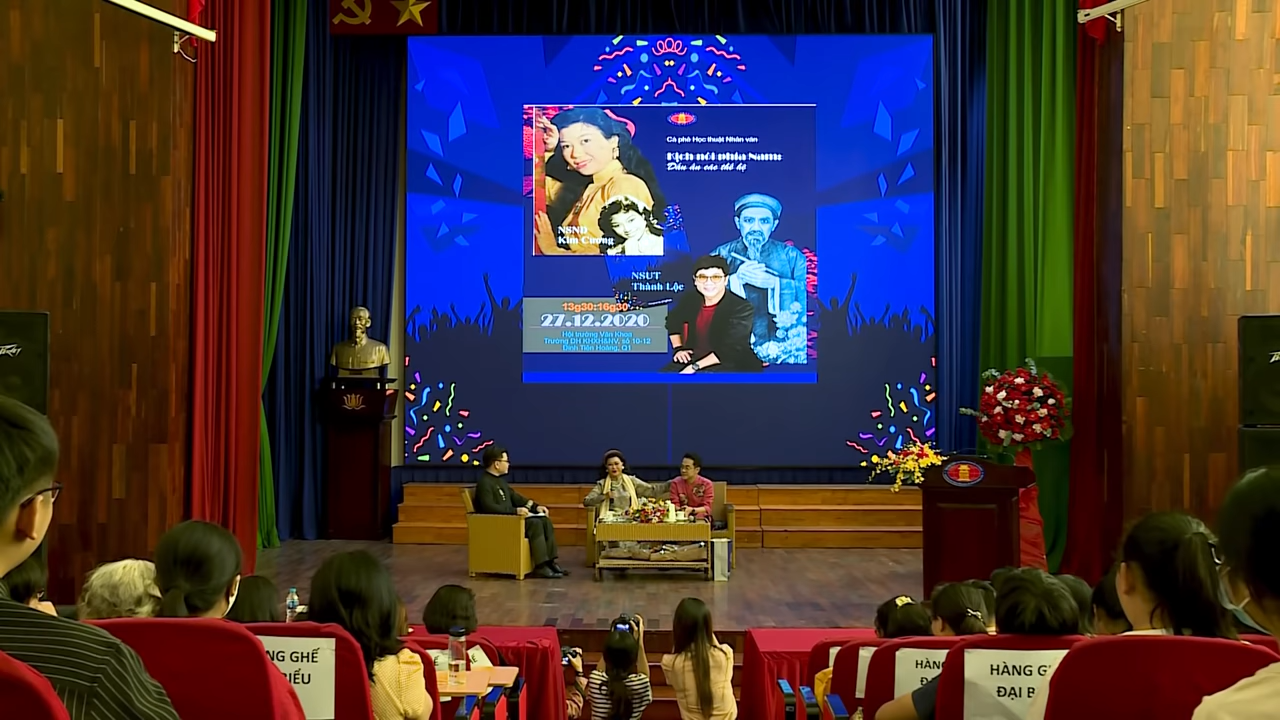 Cà phê Học thuật Nhân văn
Kịch nói phía Nam:
Dấu ấn các thế hệ
NSND
Kim Cương
NSUT
Thành Lộc
13g30:16g30
27.12.2020
Hội trường Văn Khoa
Trường ĐH KHXH&NV, số 10-12
Đinh Tiên Hoàng, Q1
NG GHẾ
BIỂU
HÀNG
HÀNG G
ĐẠI B